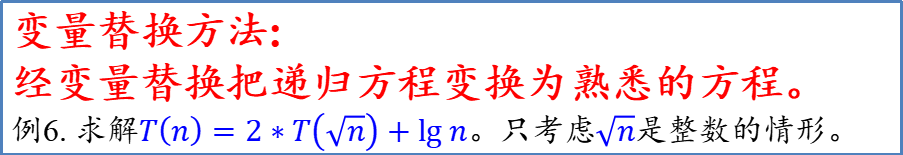 变量替换方法:
经变量替换把递归方程变换为熟悉的方程。
例6. 求解T(n) = 2 ∗ T(√n) + lg n。只考虑√n是整数的情形。